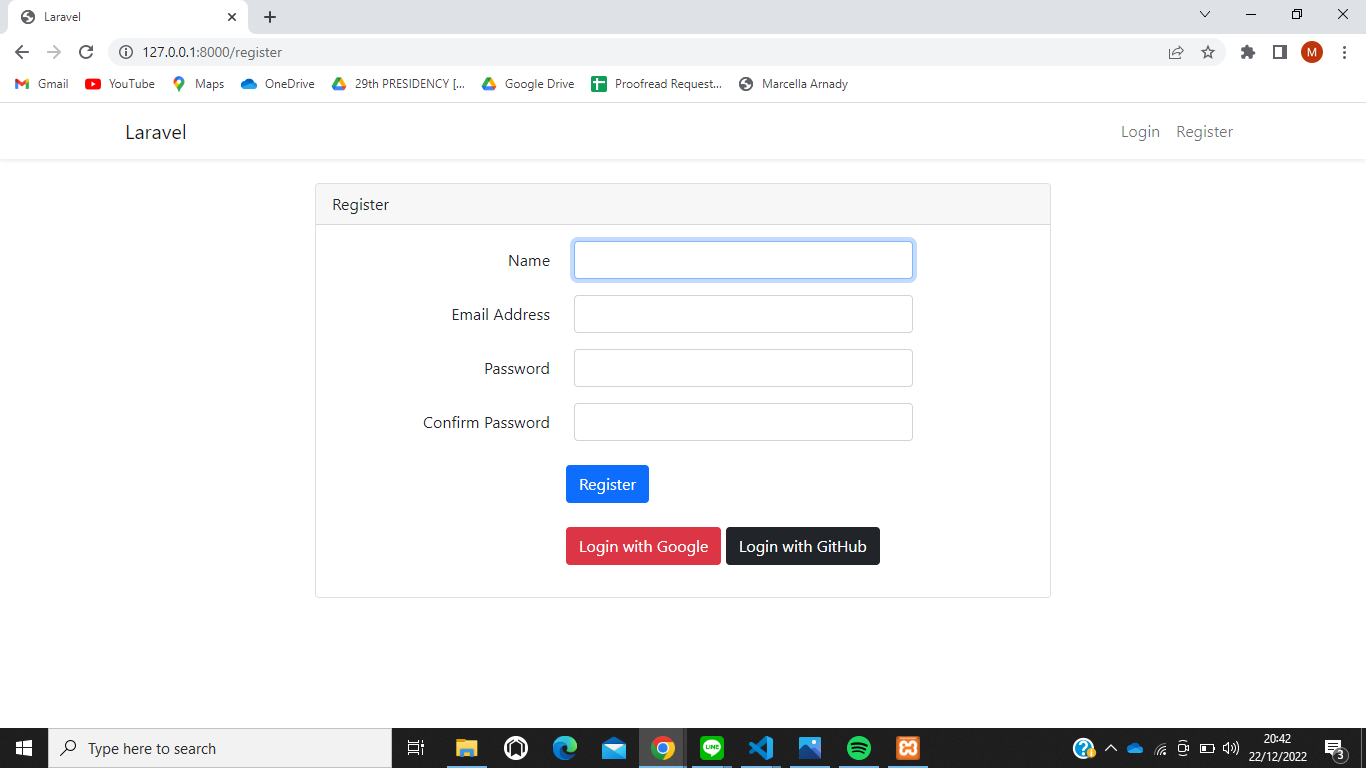 Laravel
127.0.0.1:8000/register
M
Gmail YouTube Maps OneDrive 29th PRESIDENCY [... Google Drive Proofread Request... Marcella Arnady
Laravel Login Register
Register
Name
Email Address
Password
Confirm Password
Register
Login with Google Login with GitHub
Type here to search
LINE
20:42
22/12/2022
3